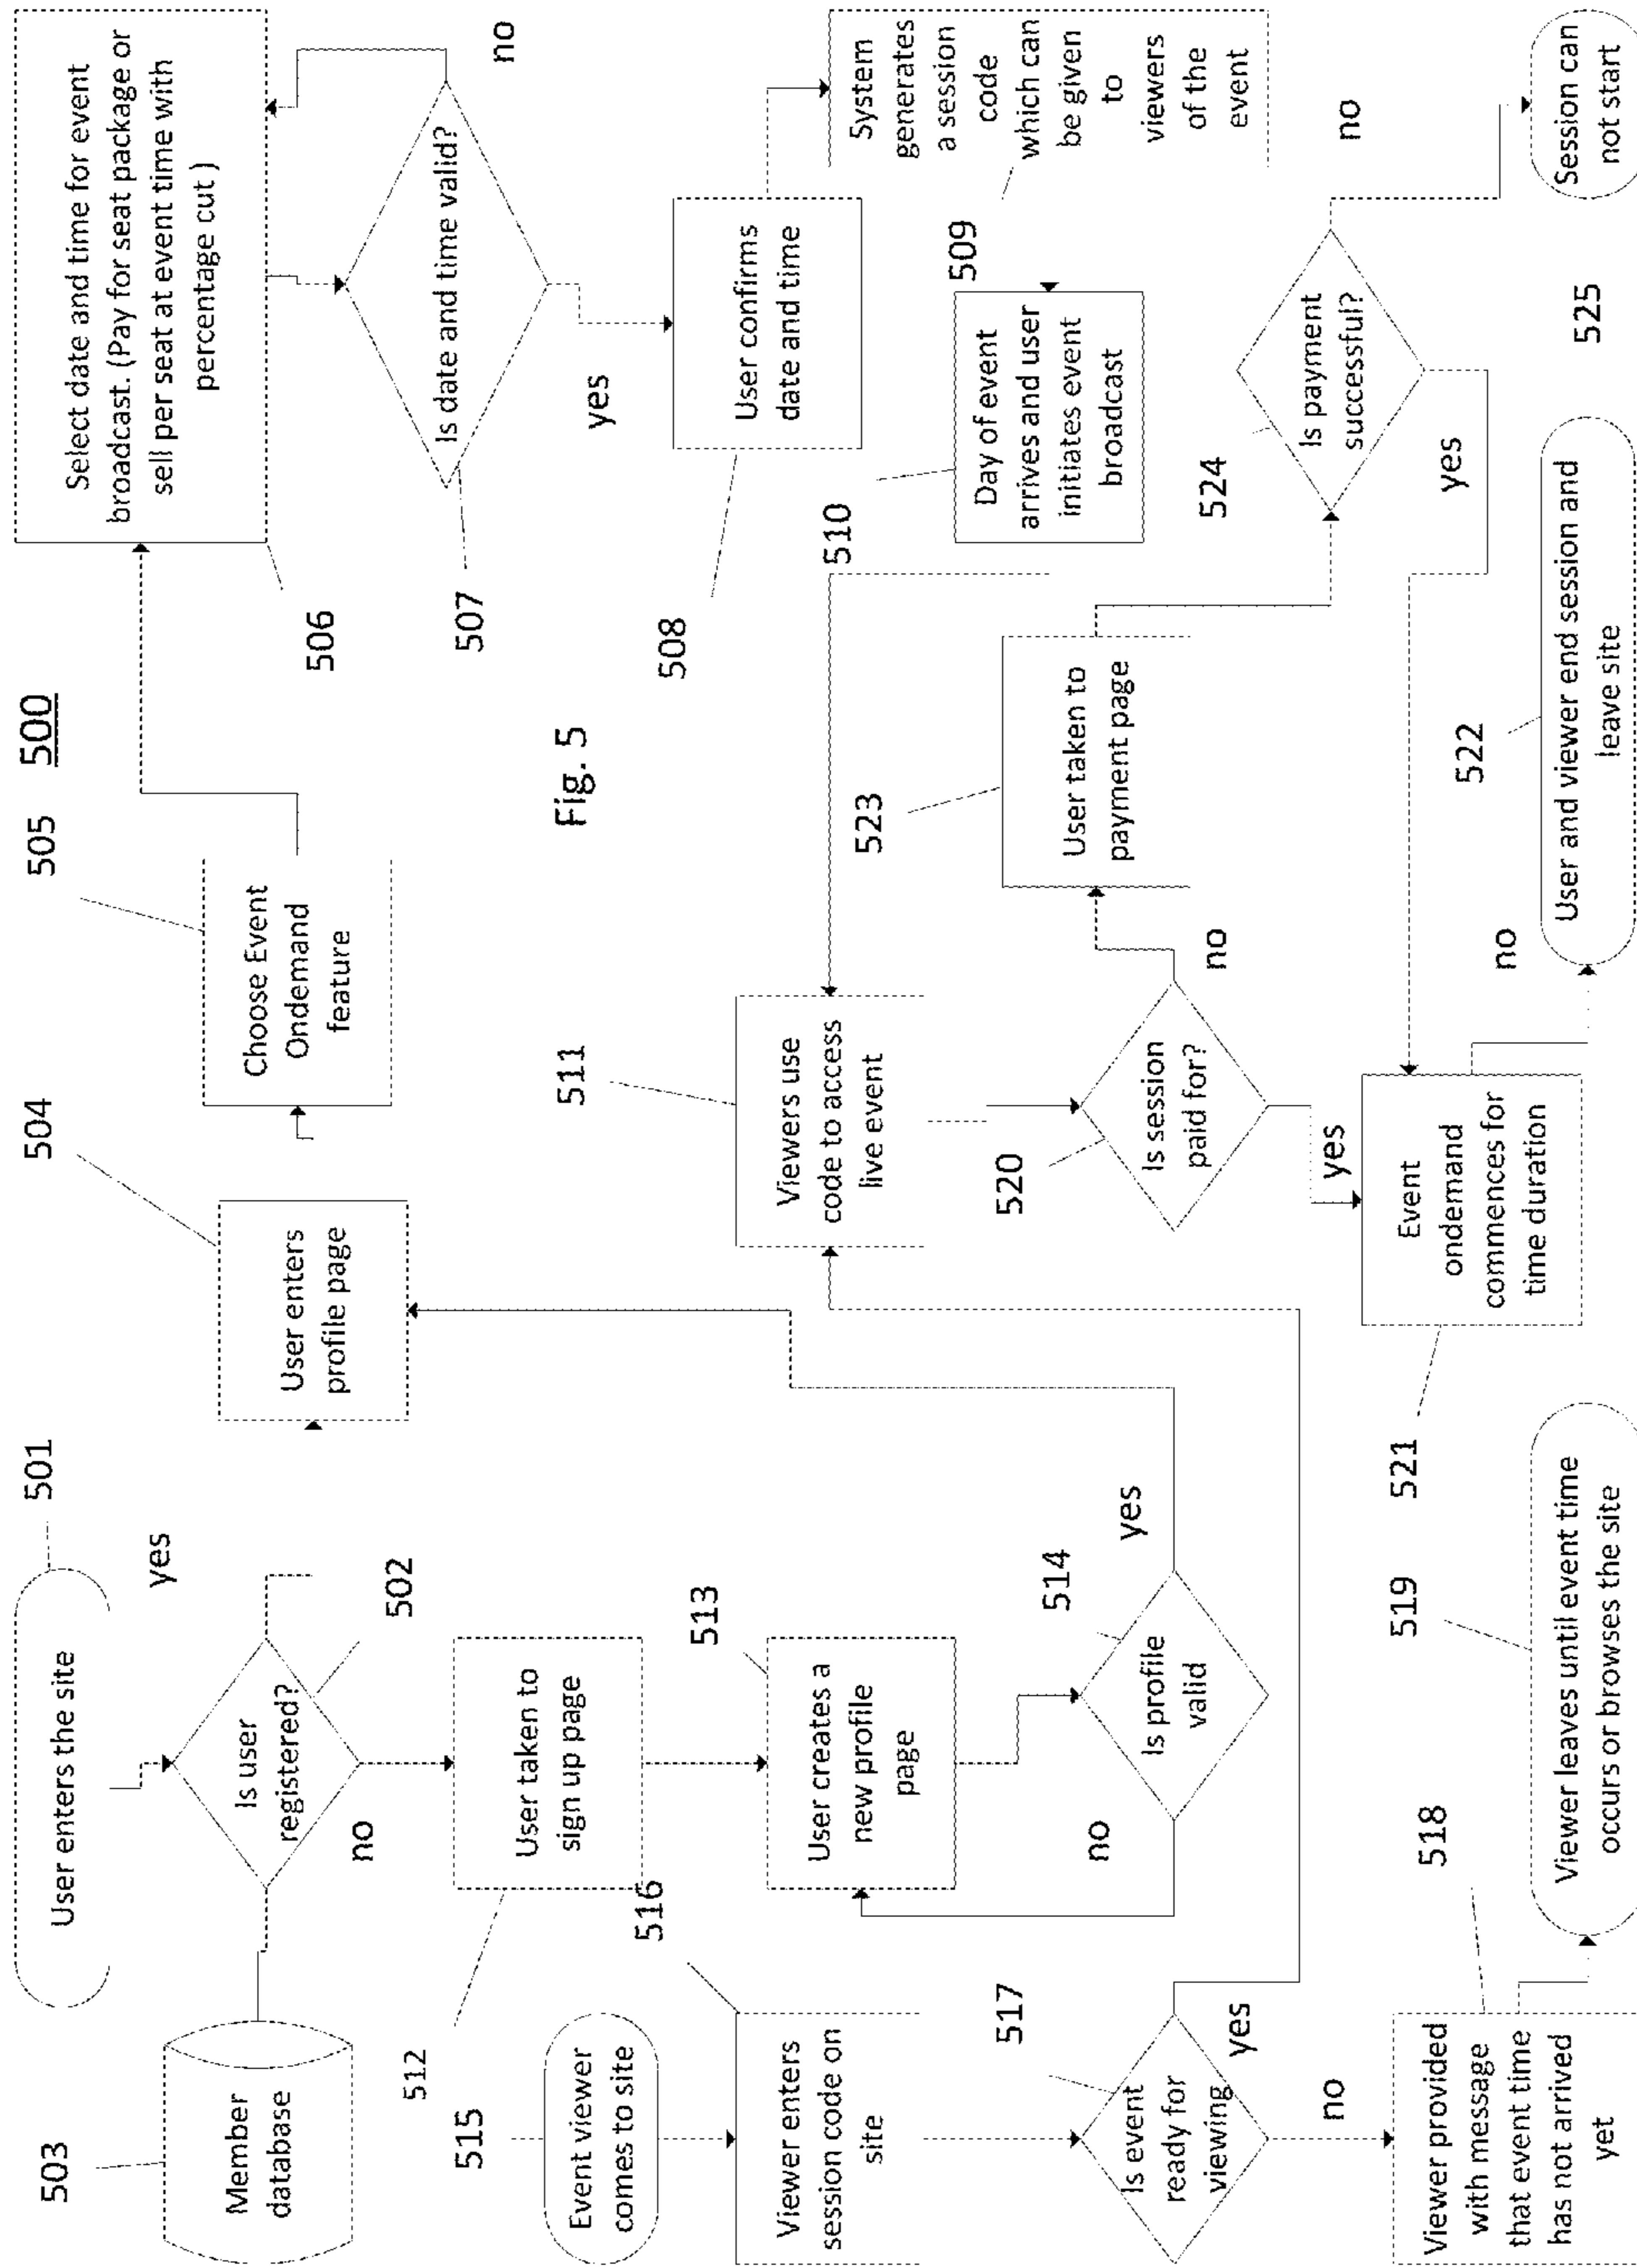 500
501
User enters the site
yes
503
Member
database
Is user
registered?
502
no
504
User enters
profile page
505
Choose Event
Ondemand
feature
Select date and time for event
broadcast. (Pay for seat package or
sell per seat at event time with
percentage cut )
506
no
Is date and time valid?
507
yes
512
User taken to
sign up page
515
Event viewer
comes to site
516
513
User creates a
new profile
page
Fig. 5
508
User confirms
date and time
Viewer enters
session code on
site
no
514
Is profile
valid
yes
511
Viewers use
code to access
live event
510
Day of event
arrives and user
initiates event
broadcast
509
System
generates
a session
code
which can
be given
to
viewers
of the
event
517
Is event
ready for
viewing
yes
no
520
Is session
paid for?
no
yes
523
User taken to
payment page
524
Is payment
successful?
no
yes
518
Viewer provided
with message
that event time
has not arrived
yet
519
Viewer leaves until event time
occurs or browses the site
521
Event
ondemand
commences for
time duration
no
522
User and viewer end session and
leave site
525
Session can
not start